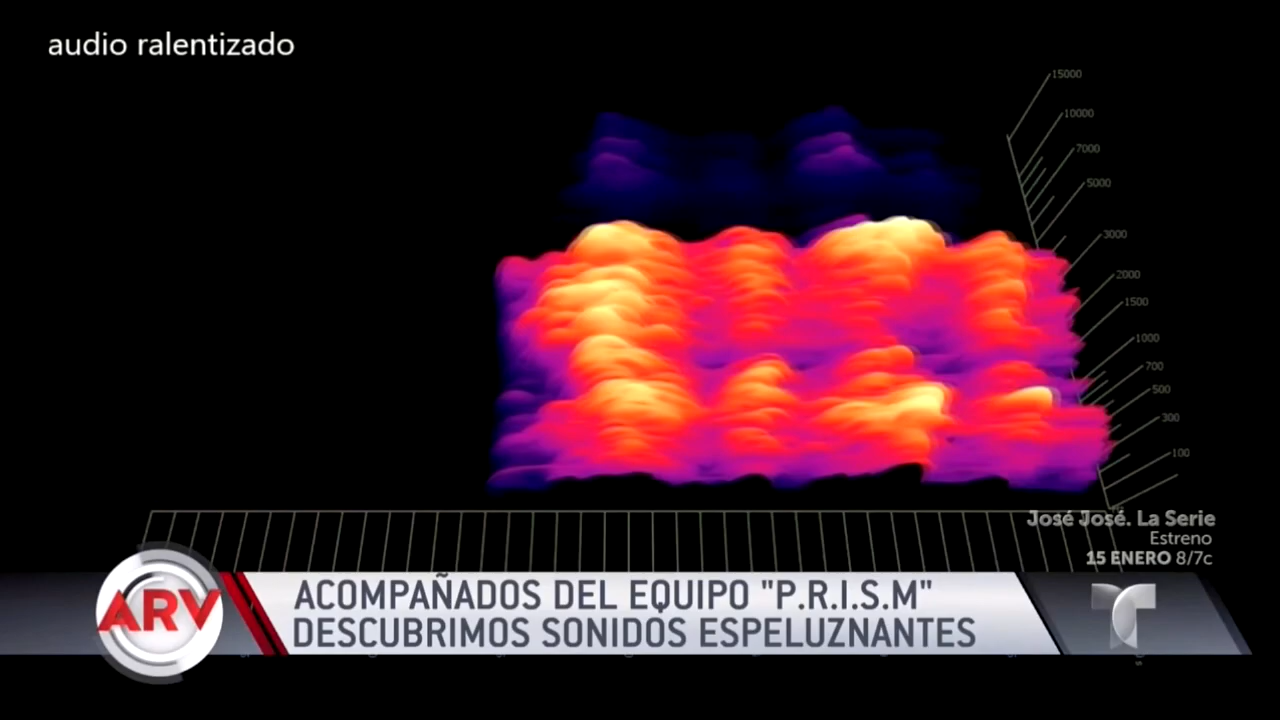 audio ralentizado
15000
10000
7000
5000
3000
2000
1500
1000
700
500
300
100
José José. La Serie
Estreno
15 ENERO 8/7c
ARV
ACOMPAÑADOS DEL EQUIPO "P.R.I.S.M"
DESCUBRIMOS SONIDOS ESPELUZNANTES